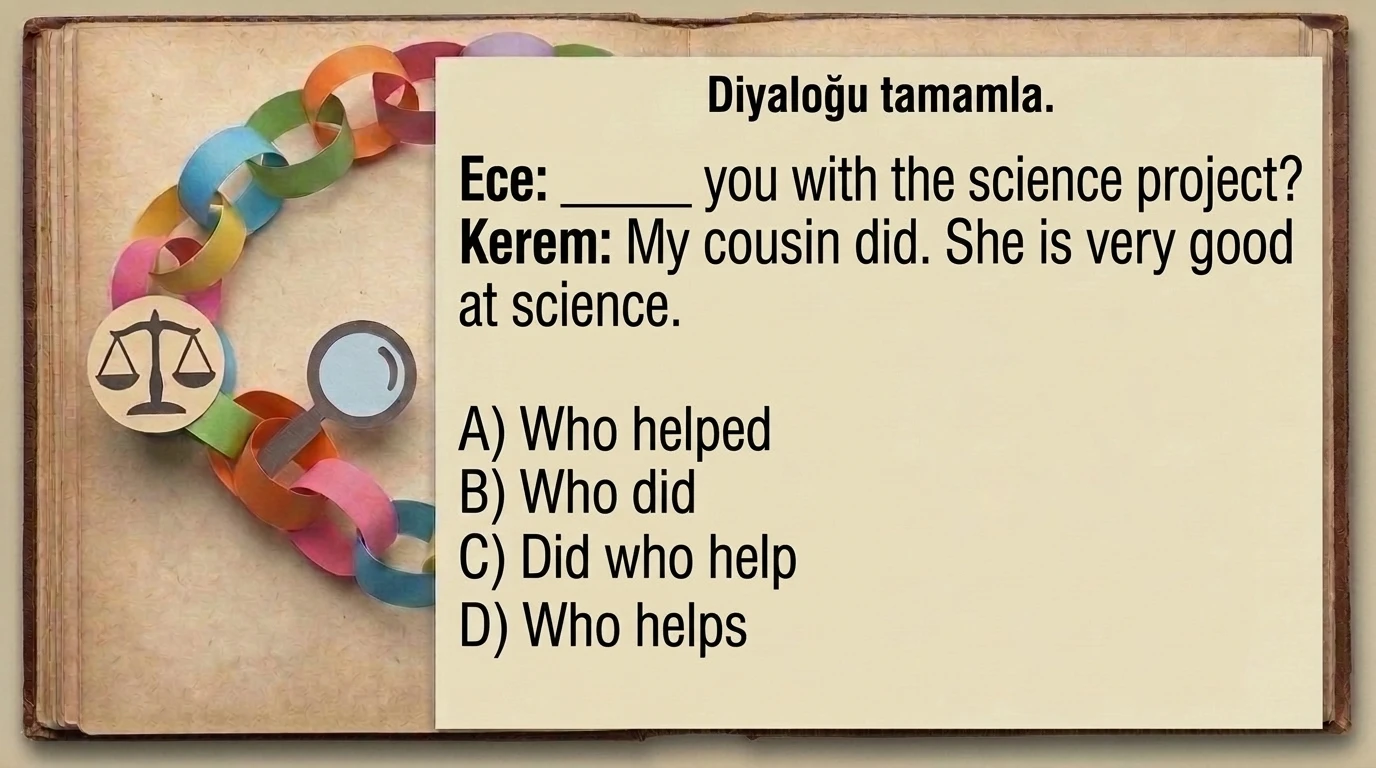 Diyaloğu tamamla.
Ece: _____ you with the science project?
Kerem: My cousin did. She is very good
at science.
A) Who helped
B) Who did
C) Did who help
D) Who helps